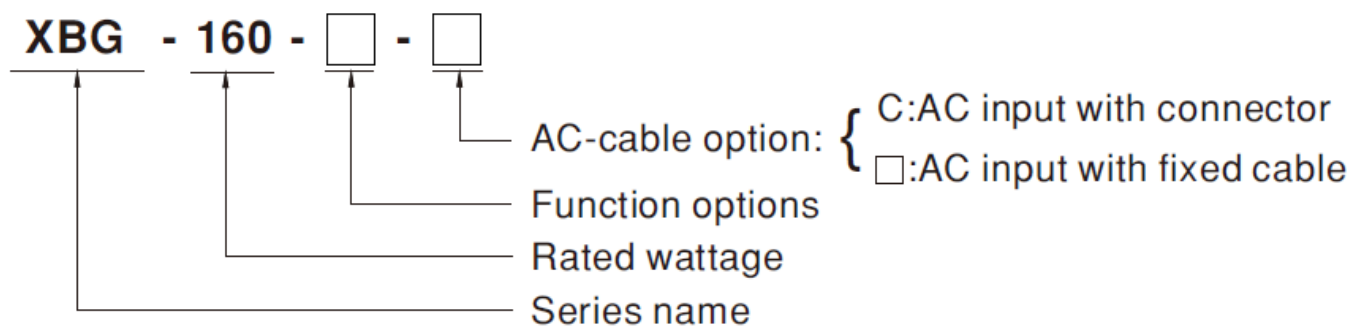 XBG - 160 - □ - □
C:AC input with connector
AC-cable option: {
□:AC input with fixed cable
Function options
Rated wattage
Series name